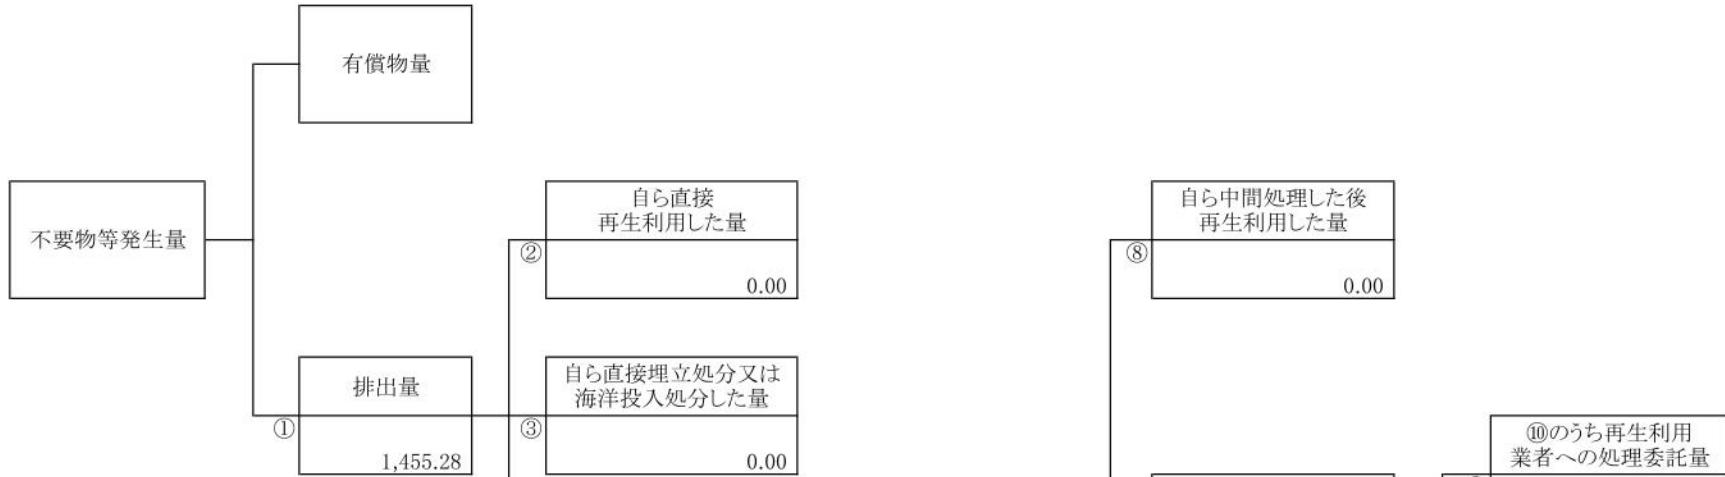 有償物量
不要物等発生量
自ら直接
再生利用した量
②
0.00
自ら中間処理した後
再生利用した量
⑧
0.00
排出量
①
1,455.28
自ら直接埋立処分又は
海洋投入処分した量
③
0.00
⑩のうち再生利用
業者への処理委託量